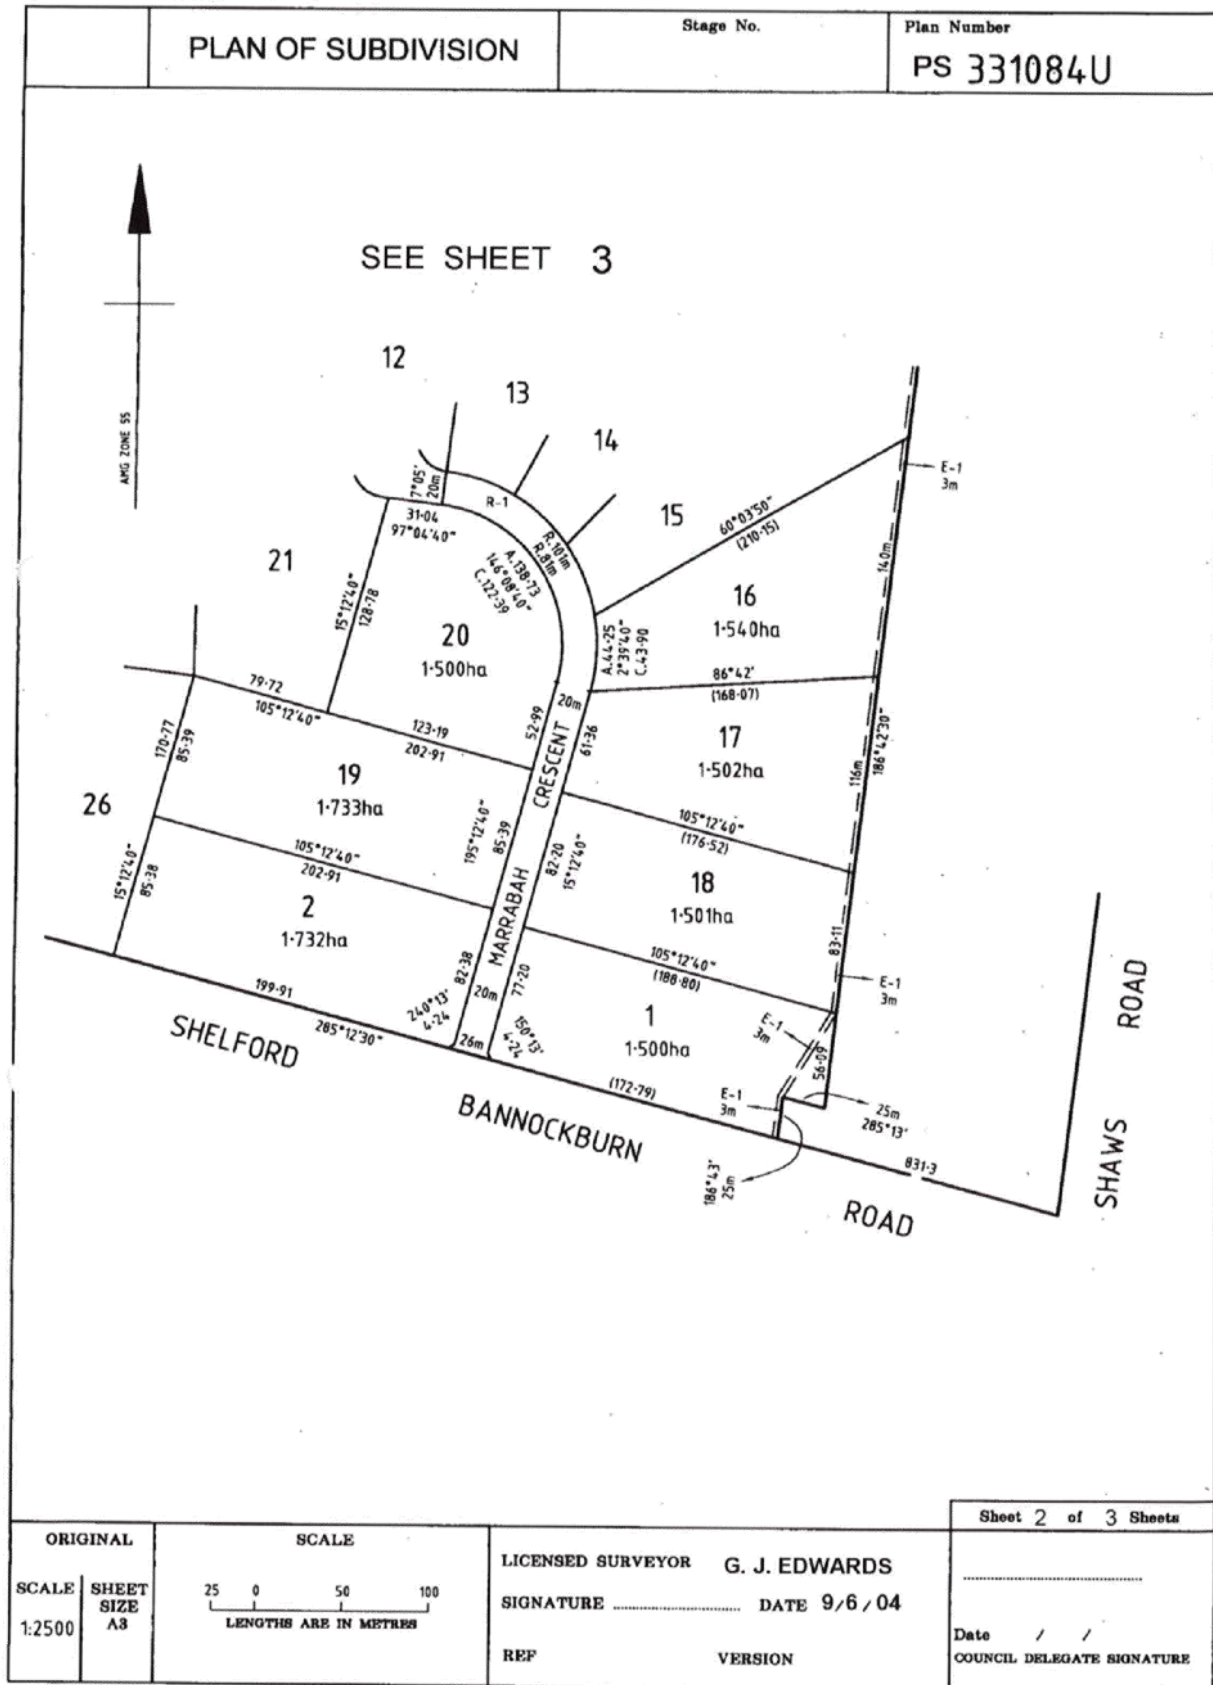 PLAN OF SUBDIVISION
Stage No.
Plan Number
PS 331084U
SEE SHEET 3
AMG ZONE 55
12
13
14
15
7°05'
20m
R-1
31·04
97°04'40"
R.101m
R.81m
A.138·73
146°08'40"
C.122·39
60°03'50"
(210·15)
E-1
3m
140m
21
15°12'40"
128·78
20
1·500ha
16
1·540ha
A.44·25
2°39'40"
C.43·90
86°42'
(168·07)
79·72
105°12'40"
123·19
202·91
52·99
20m
61·36
17
1·502ha
116m
186°42'30"
170·77
85·39
19
1·733ha
26
105°12'40"
202·91
195°12'40"
85·39
MARRABAH CRESCENT
82·20
15°12'40"
105°12'40"
(176·52)
18
1·501ha
15°12'40"
85·38
2
1·732ha
82·38
20m
77·20
105°12'40"
(188·80)
83·11
E-1
3m
199·91
285°12'30"
240°13'
4·24
26m
150°13'
4·24
1
1·500ha
E-1
3m
56·09
(172·79)
E-1
3m
25m
285°13'
186°43'
25m
831·3
SHELFORD
BANNOCKBURN
ROAD
SHAWS ROAD
Sheet 2 of 3 Sheets
ORIGINAL
SCALE
1:2500
SHEET
SIZE
A3
SCALE
25 0 50 100
LENGTHS ARE IN METRES
LICENSED SURVEYOR G. J. EDWARDS
SIGNATURE .......................... DATE 9/6/04
REF VERSION
Date / /
COUNCIL DELEGATE SIGNATURE